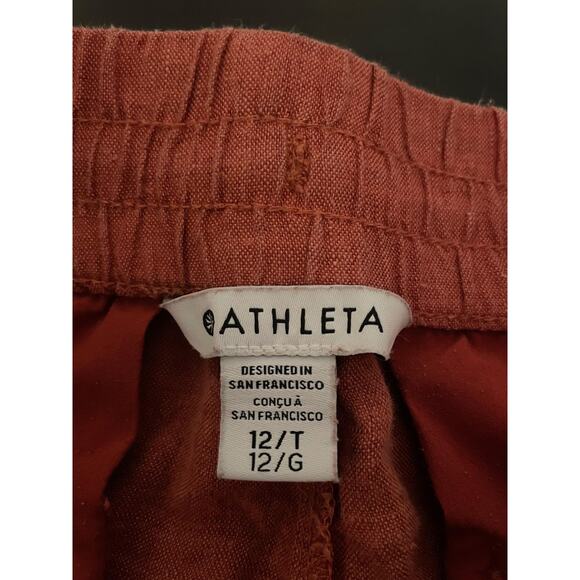 ATHLETA
DESIGNED IN
SAN FRANCISCO
CONÇU À
SAN FRANCISCO
12/T
12/G